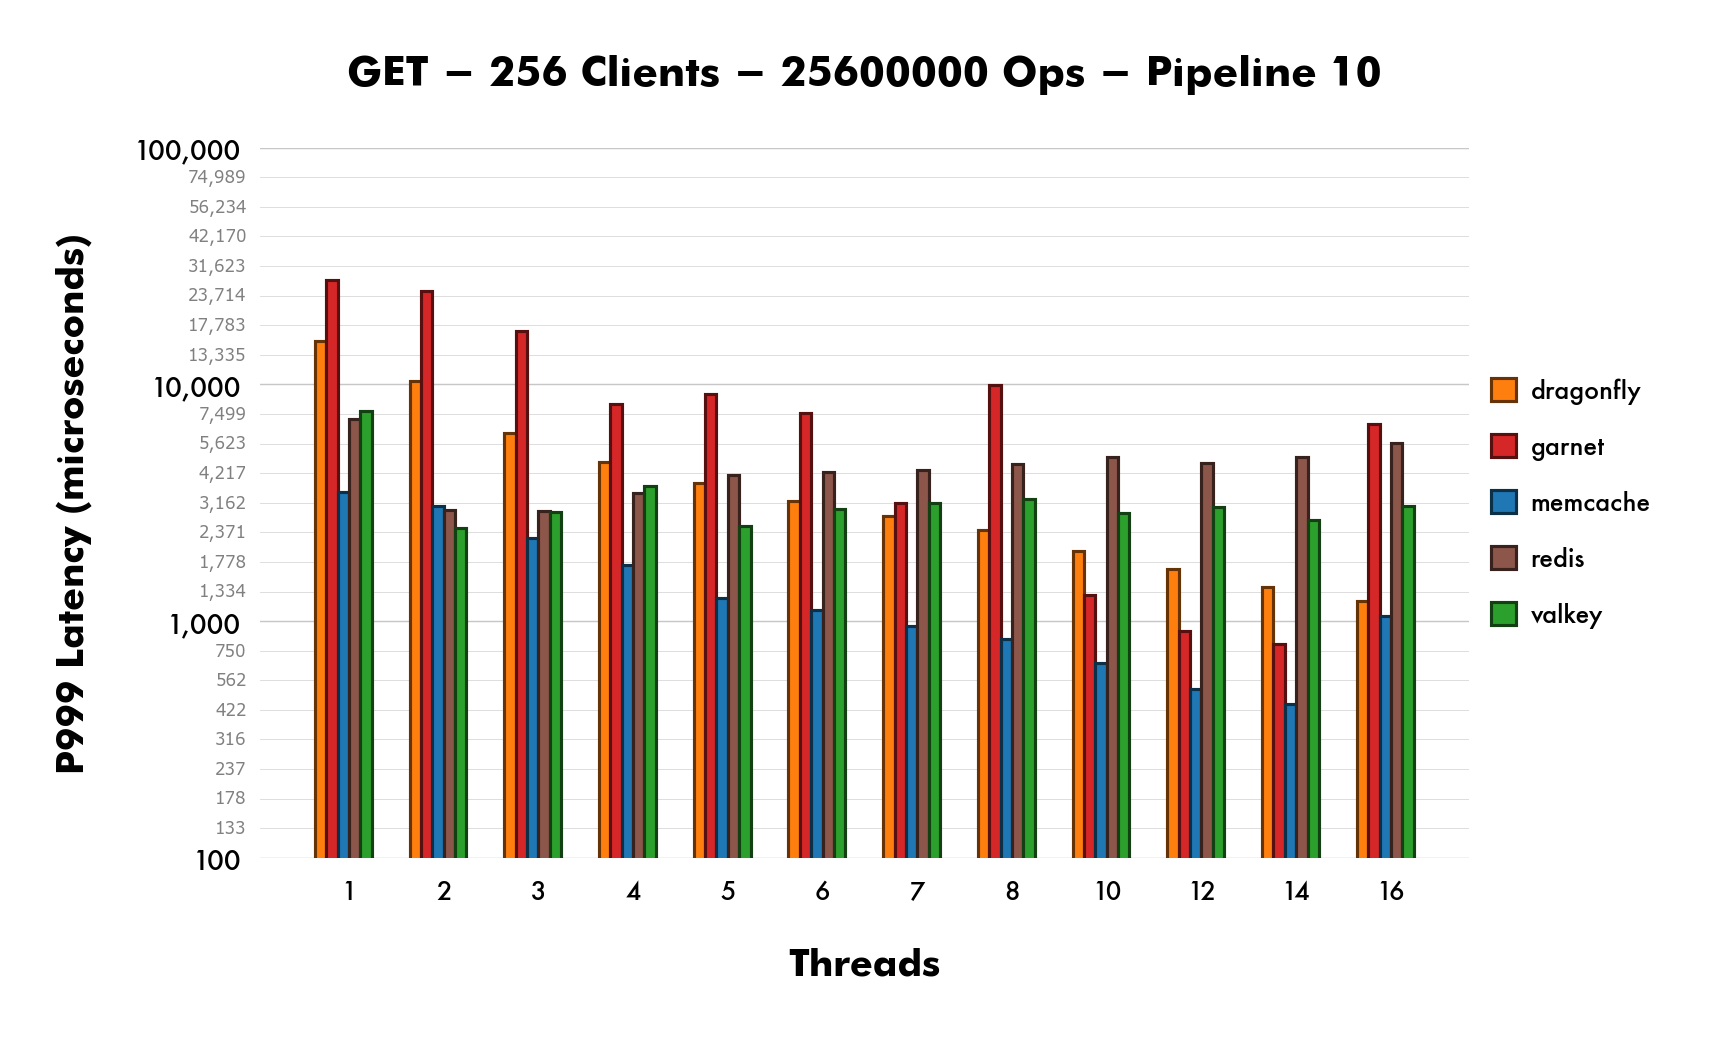 GET – 256 Clients – 25600000 Ops – Pipeline 10
P9999 Latency (microseconds)
100,000
74,989
56,234
42,170
31,623
23,714
17,783
13,335
10,000
7,499
5,623
4,217
3,162
2,371
1,778
1,334
1,000
750
562
422
316
237
178
133
100
1 2 3 4 5 6 7 8 10 12 14 16
Threads
dragonfly
garnet
memcache
redis
valkey